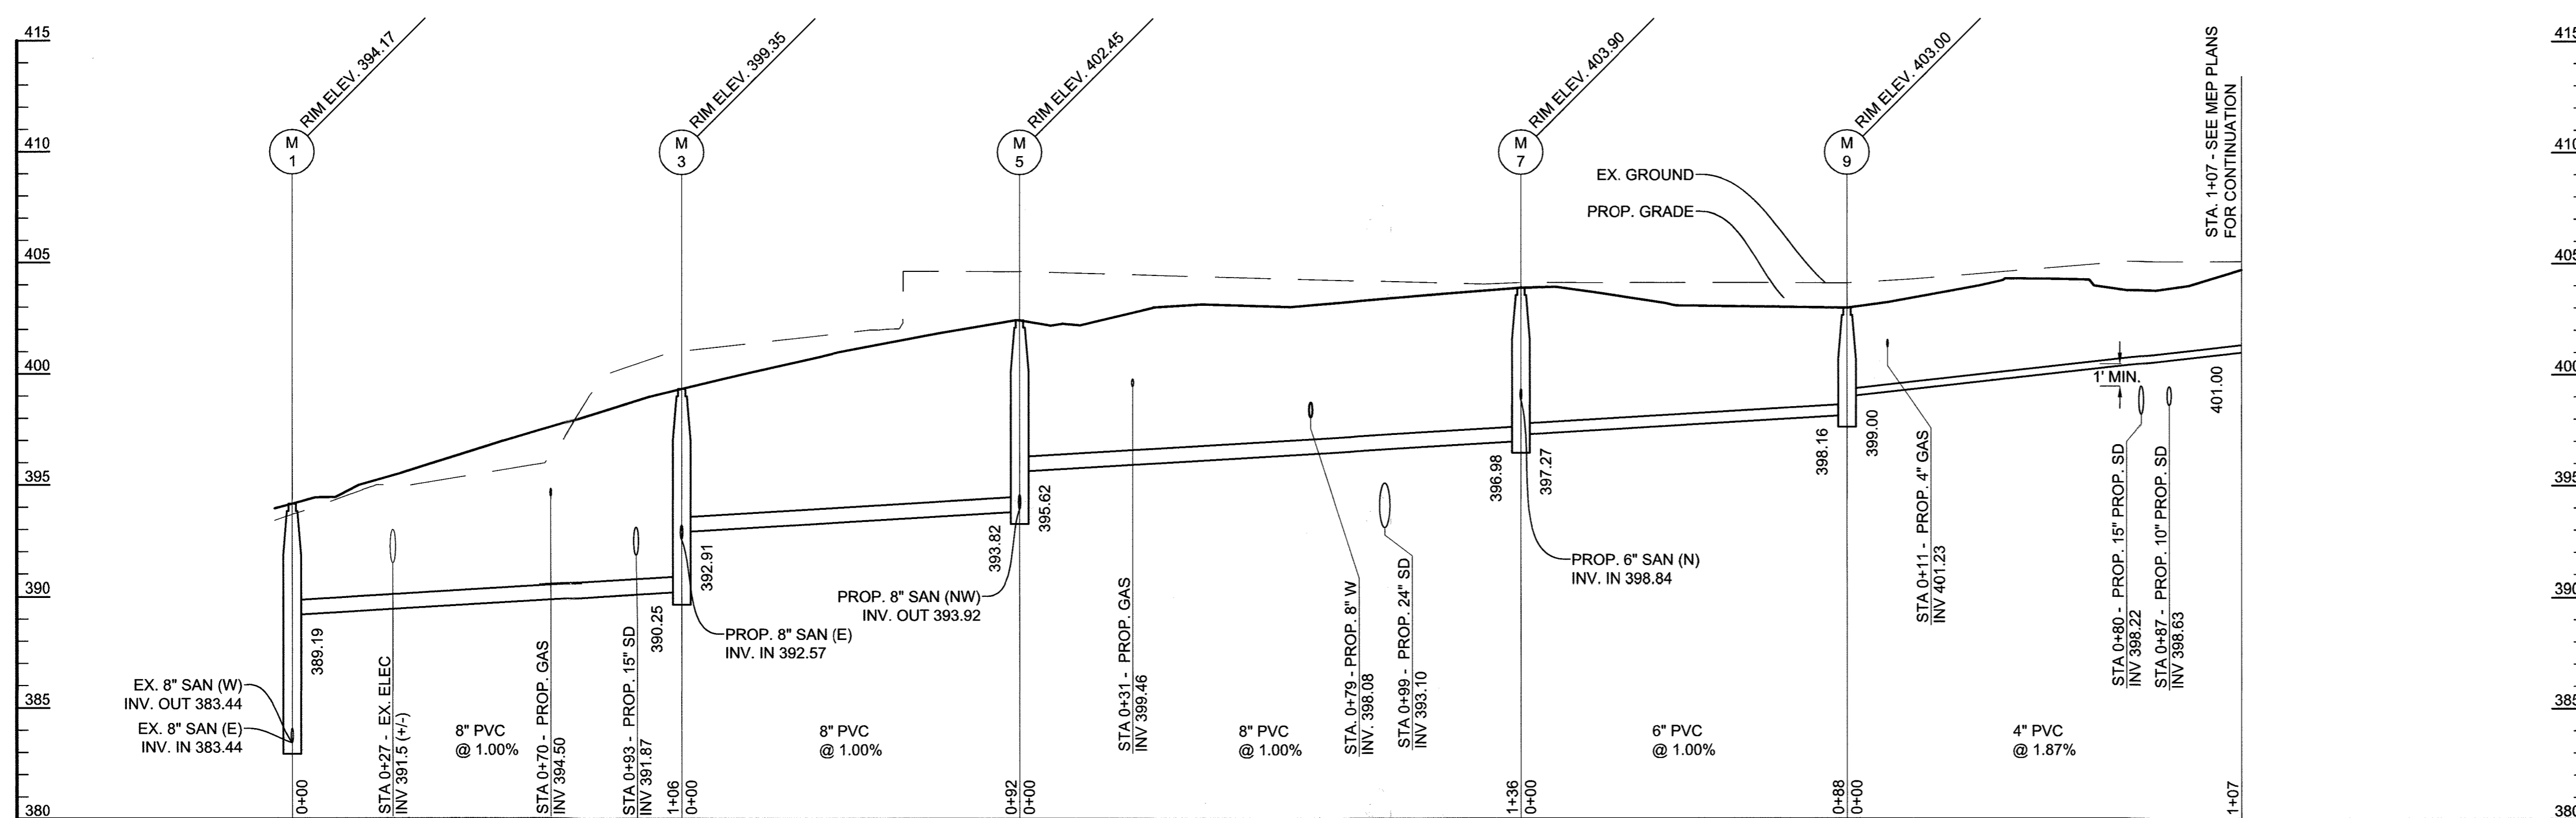 415
410
405
400
395
390
385
380
RIM ELEV. 394.17
M
1
RIM ELEV. 399.35
M
3
RIM ELEV. 402.45
M
5
RIM ELEV. 403.90
M
7
RIM ELEV. 403.00
M
9
EX. GROUND
PROP. GRADE
STA. 1+07 - SEE MEP PLANS
FOR CONTINUATION
EX. 8" SAN (W)
INV. OUT 383.44
EX. 8" SAN (E)
INV. IN 383.44
389.19
0+00
STA 0+27 - EX. ELEC
INV 391.5 (+/-)
8" PVC
@ 1.00%
STA 0+70 - PROP. GAS
INV 394.50
STA 0+93 - PROP. 15" SD
INV 391.87
390.25
1+06
0+00
392.91
PROP. 8" SAN (E)
INV. IN 392.57
8" PVC
@ 1.00%
PROP. 8" SAN (NW)
INV. OUT 393.92
393.82
0+92
0+00
395.62
STA 0+31 - PROP. GAS
INV 399.46
8" PVC
@ 1.00%
STA. 0+79 - PROP. 8" W
INV. 398.08
STA 0+99 - PROP. 24" SD
INV 393.10
396.98
1+36
0+00
397.27
PROP. 6" SAN (N)
INV. IN 398.84
6" PVC
@ 1.00%
398.16
0+88
0+00
399.00
STA 0+11 - PROP. 4" GAS
INV 401.23
4" PVC
@ 1.87%
1' MIN.
STA 0+80 - PROP. 15" PROP. SD
INV 398.22
STA 0+87 - PROP. 10" PROP. SD
INV 398.63
401.00
1+07
415
410
405
400
395
390
385
380